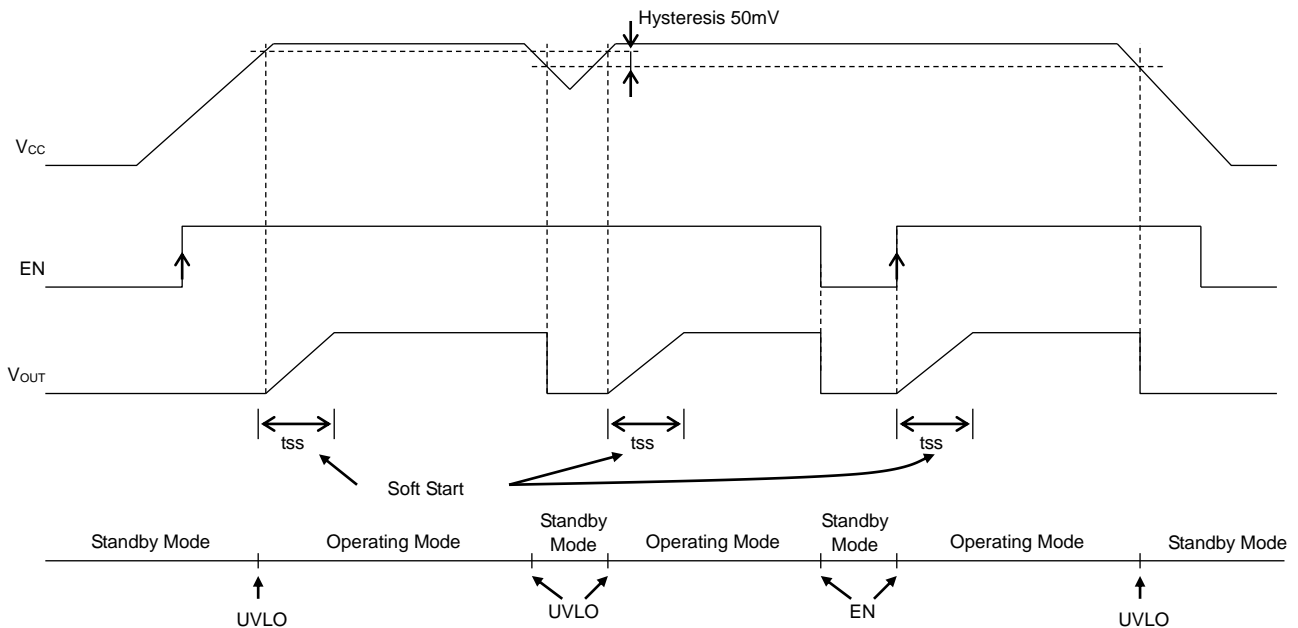 Hysteresis 50mV
VCC
EN
VOUT
tss
tss
tss
Soft Start
Standby Mode
Operating Mode
Standby
Mode
Operating Mode
Standby
Mode
Operating Mode
Standby Mode
UVLO
UVLO
EN
UVLO